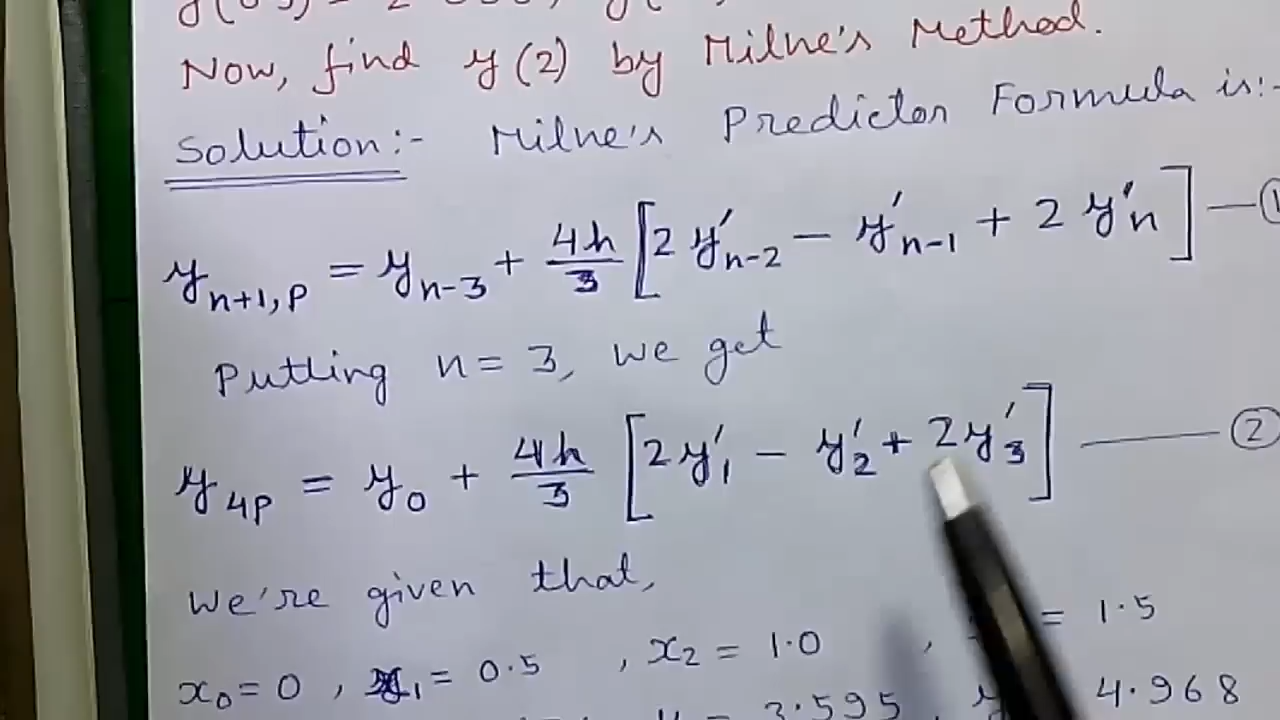 Now, find y(2) by Milne's Method.
Solution:- Milne's Predictor Formula is:-
y_{n+1,P} = y_{n-3} + 4h/3 [2y'_{n-2} - y'_{n-1} + 2y'_n] —①
Putting n = 3, we get
y_{4P} = y_0 + 4h/3 [2y'_1 - y'_2 + 2y'_3] —②
We're given that,
x_0 = 0 , x_1 = 0.5 , x_2 = 1.0 , = 1.5
3.595, y 4.968